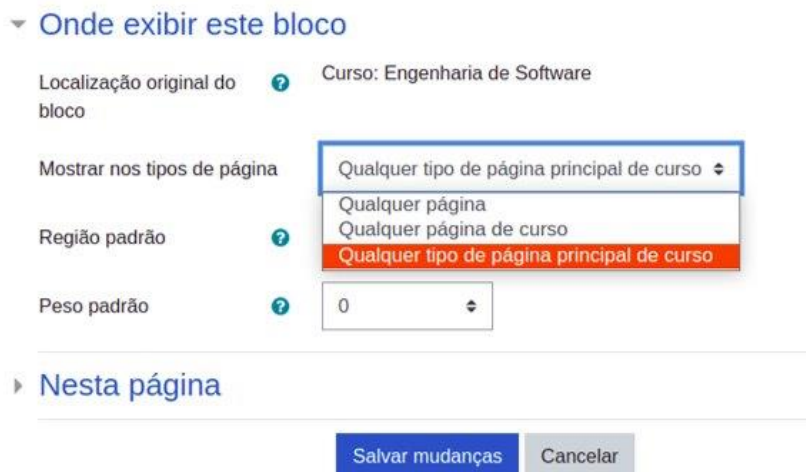 Onde exibir este bloco
Localização original do
bloco
Curso: Engenharia de Software
Mostrar nos tipos de página
Qualquer tipo de página principal de curso
Qualquer página
Qualquer página de curso
Qualquer tipo de página principal de curso
Região padrão
Peso padrão
0
Nesta página
Salvar mudanças
Cancelar